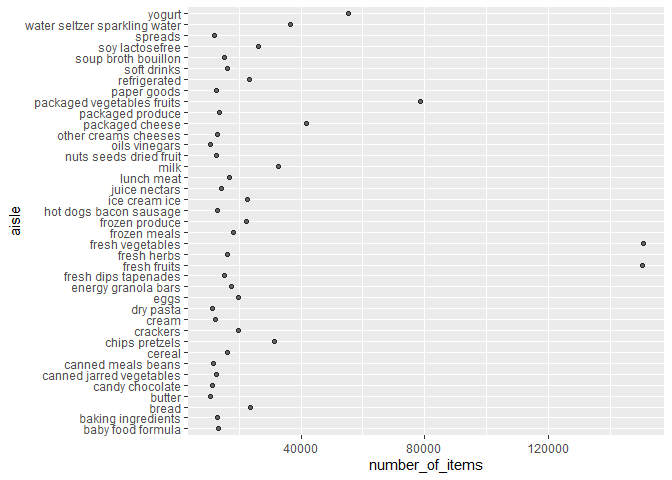 yogurt
water seltzer sparkling water
spreads
soy lactosefree
soup broth bouillon
soft drinks
refrigerated
paper goods
packaged vegetables fruits
packaged produce
packaged cheese
other creams cheeses
oils vinegars
nuts seeds dried fruit
milk
lunch meat
juice nectars
ice cream ice
hot dogs bacon sausage
frozen produce
frozen meals
fresh vegetables
fresh herbs
fresh fruits
fresh dips tapenades
energy granola bars
eggs
dry pasta
cream
crackers
chips pretzels
cereal
canned meals beans
canned jarred vegetables
candy chocolate
butter
bread
baking ingredients
baby food formula
aisle
40000 80000 120000
number_of_items